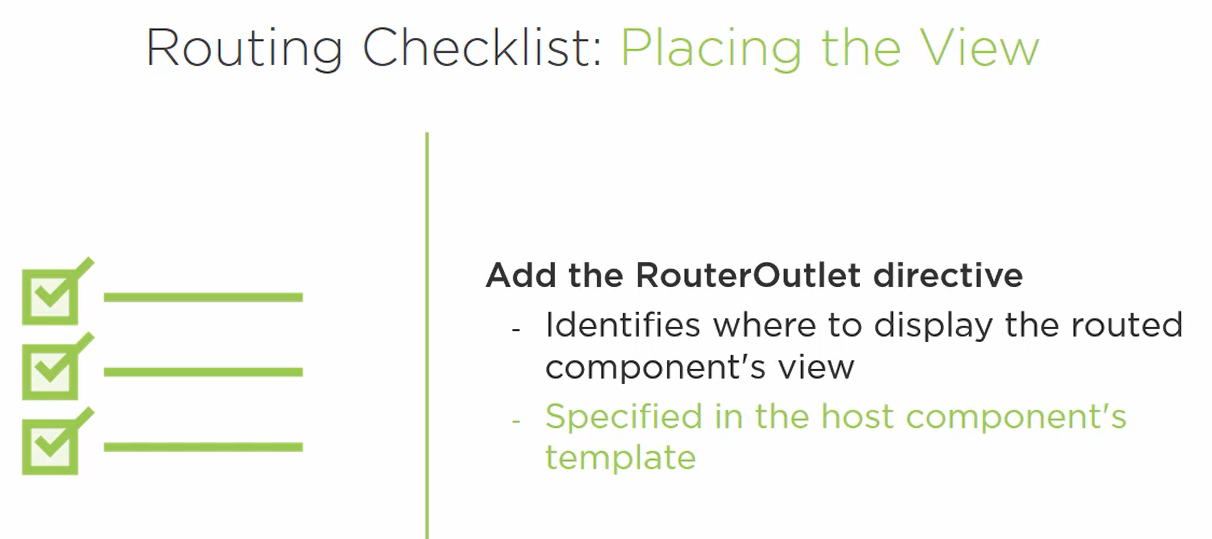 Routing Checklist: Placing the View
Add the RouterOutlet directive
- Identifies where to display the routed
component's view
- Specified in the host component's
template